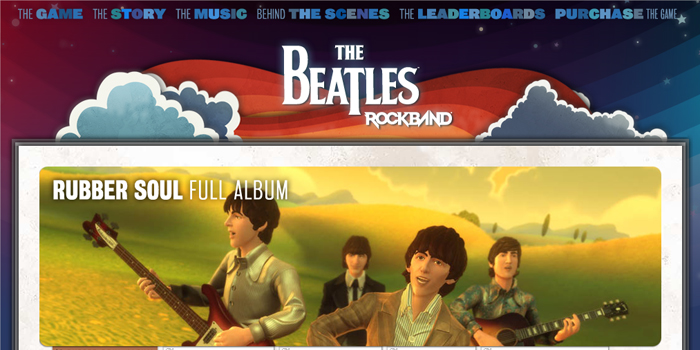 THE GAME THE STORY THE MUSIC BEHIND THE SCENES THE LEADERBOARDS PURCHASE THE GAME
THE
BEATLES
ROCKBAND
RUBBER SOUL FULL ALBUM